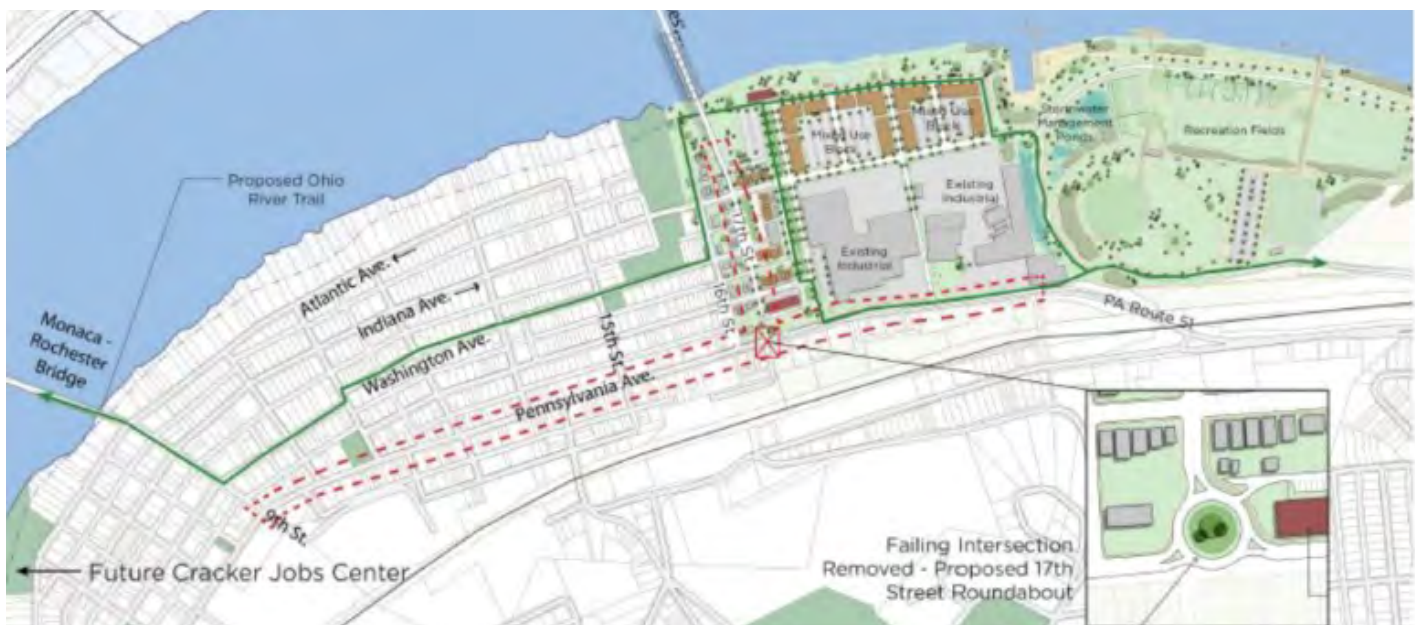 Mixed Use
Block
Mixed Use
Block
Stormwater
Management
Ponds
Recreation Fields
Proposed Ohio
River Trail
Existing
Industrial
Existing
Industrial
17th St.
16th St.
Atlantic Ave.
Indiana Ave.
Washington Ave.
15th St.
Pennsylvania Ave.
PA Route 51
Monaca -
Rochester
Bridge
9th St.
Future Cracker Jobs Center
Failing Intersection
Removed - Proposed 17th
Street Roundabout